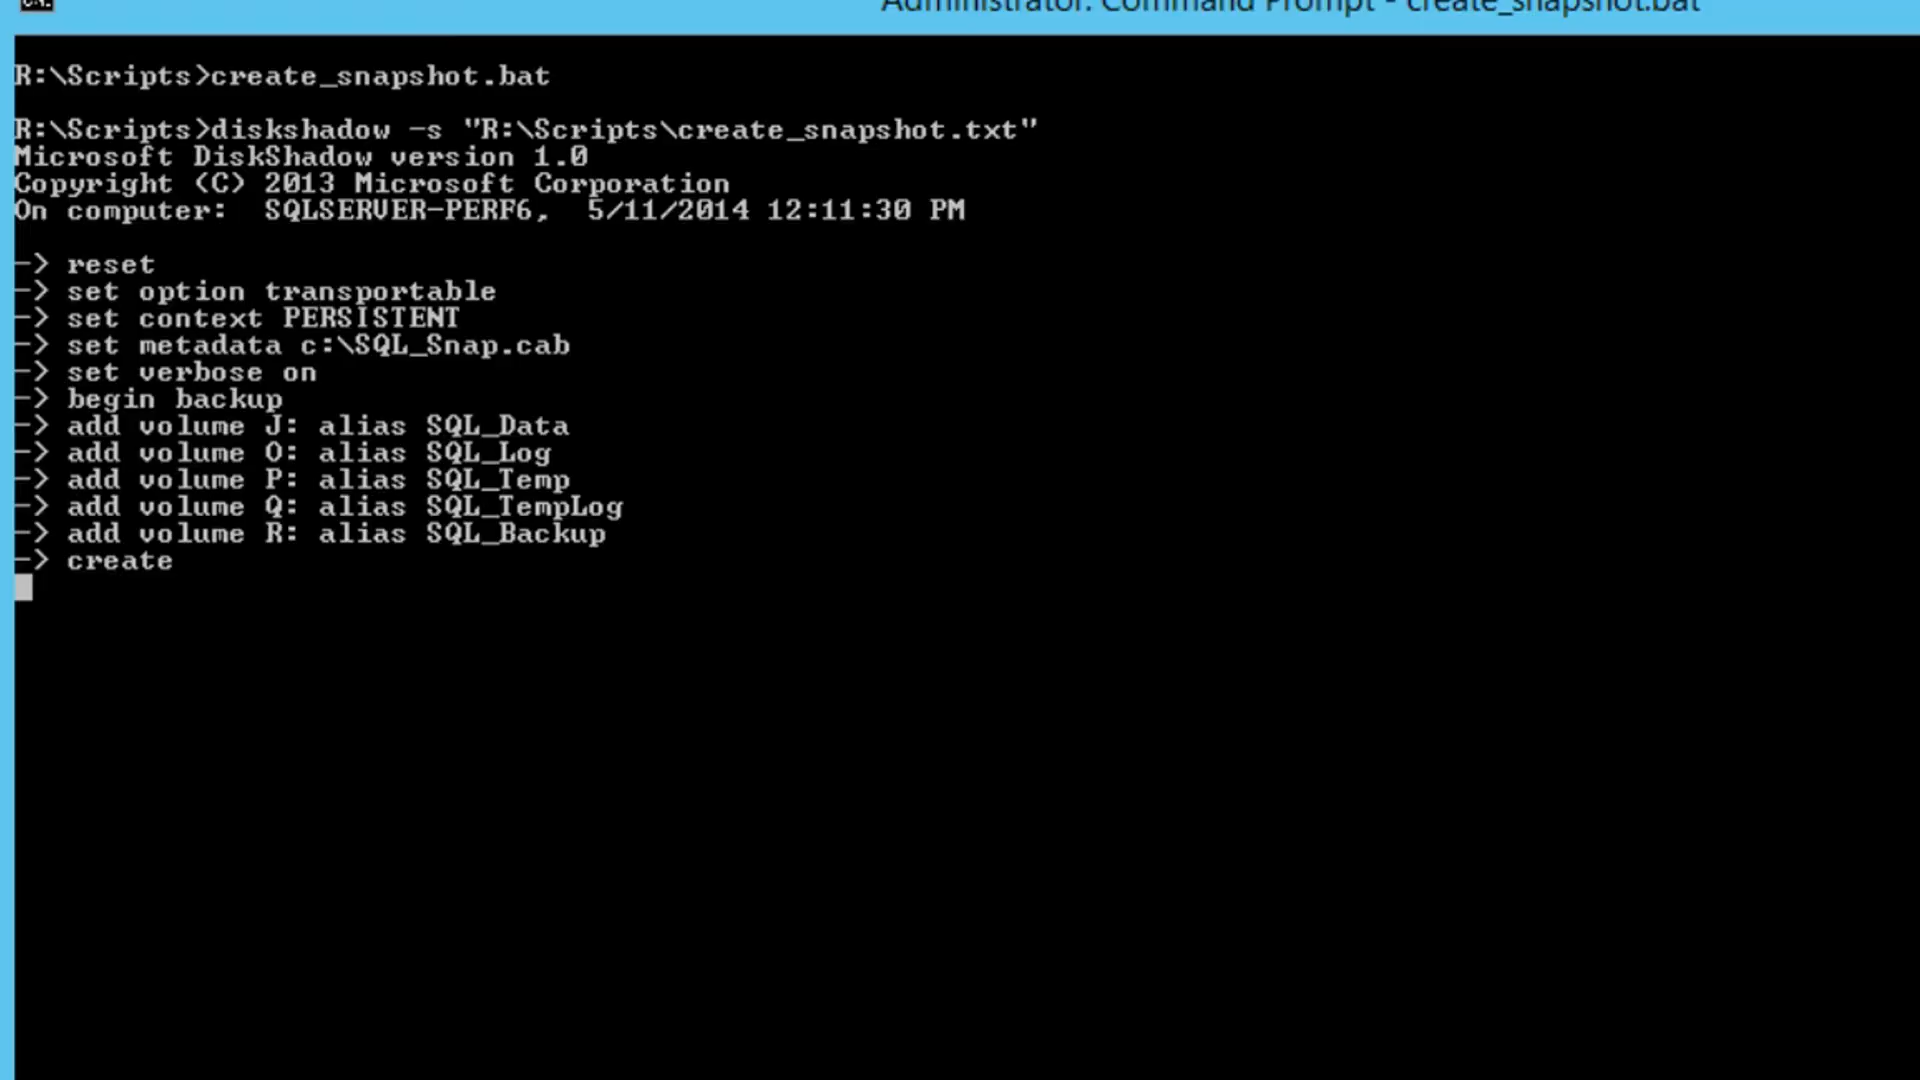 Administrator: Command Prompt - create_snapshot.bat
R:\Scripts>create_snapshot.bat
R:\Scripts>diskshadow -s "R:\Scripts\create_snapshot.txt"
Microsoft DiskShadow version 1.0
Copyright (C) 2013 Microsoft Corporation
On computer:  SQLSERVER-PERF6,  5/11/2014 12:11:30 PM
-> reset
-> set option transportable
-> set context PERSISTENT
-> set metadata c:\SQL_Snap.cab
-> set verbose on
-> begin backup
-> add volume J: alias SQL_Data
-> add volume O: alias SQL_Log
-> add volume P: alias SQL_Temp
-> add volume Q: alias SQL_TempLog
-> add volume R: alias SQL_Backup
-> create